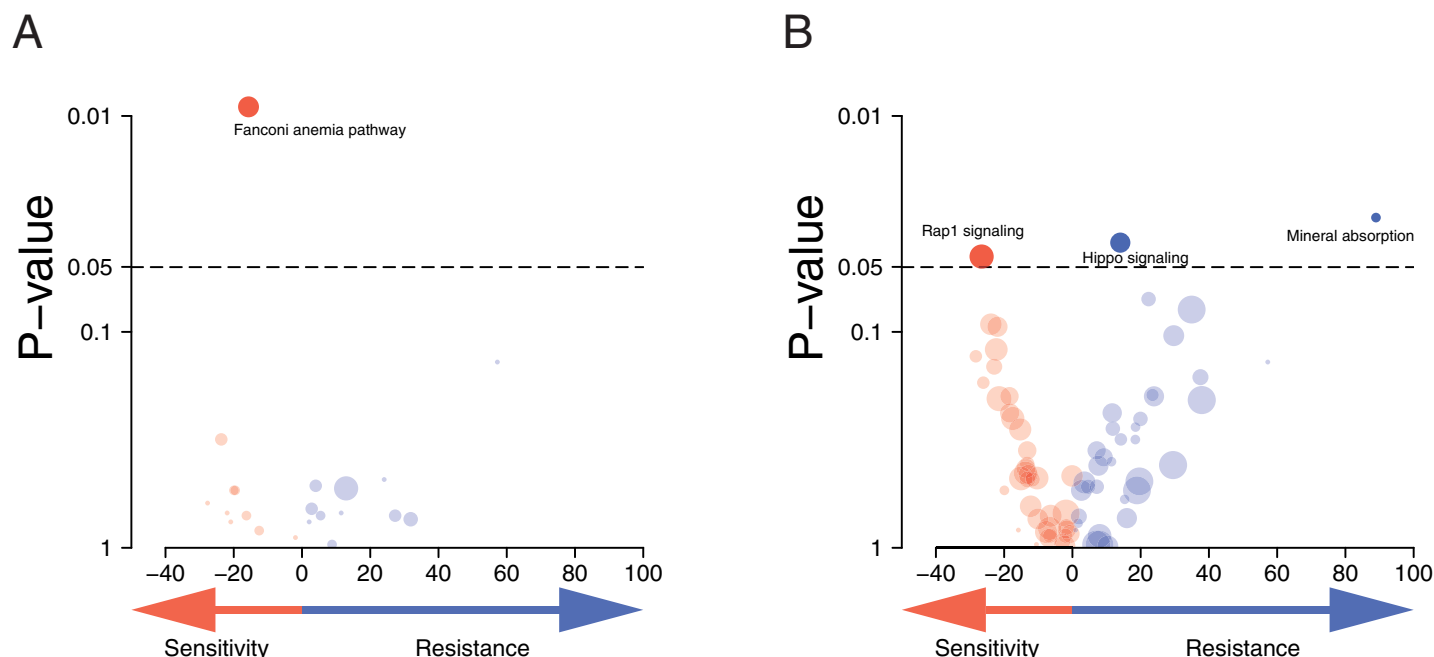 A
P−value
0.01
0.05
0.1
1
Fanconi anemia pathway
−40 −20 0 20 40 60 80 100
Sensitivity Resistance
B
P−value
0.01
0.05
0.1
1
Rap1 signaling
Hippo signaling
Mineral absorption
−40 −20 0 20 40 60 80 100
Sensitivity Resistance